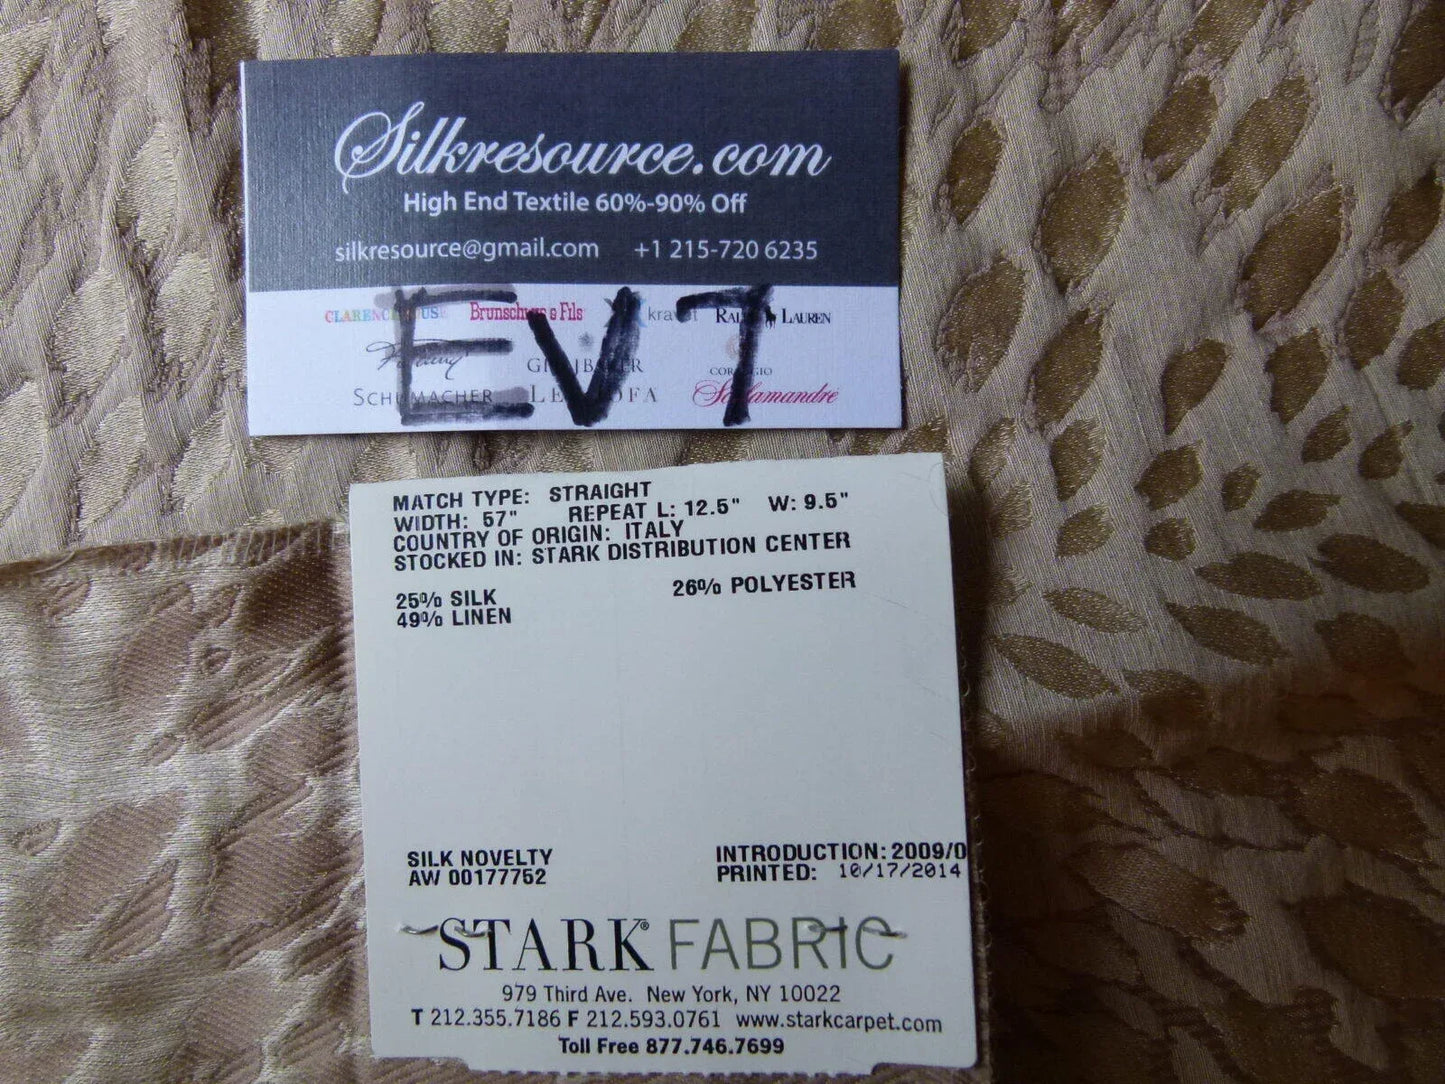 Silkresource.com
High End Textile 60%-90% Off
silkresource@gmail.com +1 215-720 6235
Brunschwig & Fils kravet RALPH LAUREN
EV7
SCHUMACHER
Scalamandré
MATCH TYPE: STRAIGHT
WIDTH: 57" REPEAT L: 12.5" W: 9.5"
COUNTRY OF ORIGIN: ITALY
STOCKED IN: STARK DISTRIBUTION CENTER
25% SILK 26% POLYESTER
49% LINEN
SILK NOVELTY INTRODUCTION: 2009/0
AW 00177752 PRINTED: 10/17/2014
STARK® FABRIC
979 Third Ave. New York, NY 10022
T 212.355.7186 F 212.593.0761 www.starkcarpet.com
Toll Free 877.746.7699